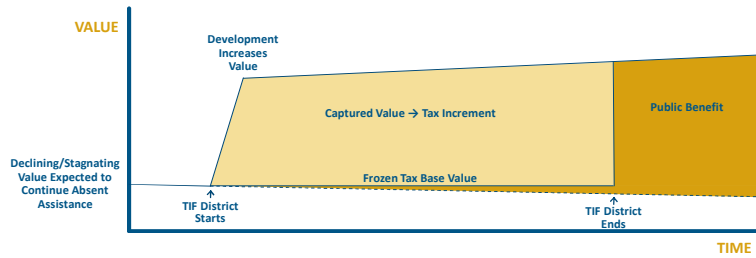 VALUE
Development
Increases
Value
Captured Value → Tax Increment
Public Benefit
Declining/Stagnating
Value Expected to
Continue Absent
Assistance
Frozen Tax Base Value
TIF District
Starts
TIF District
Ends
TIME